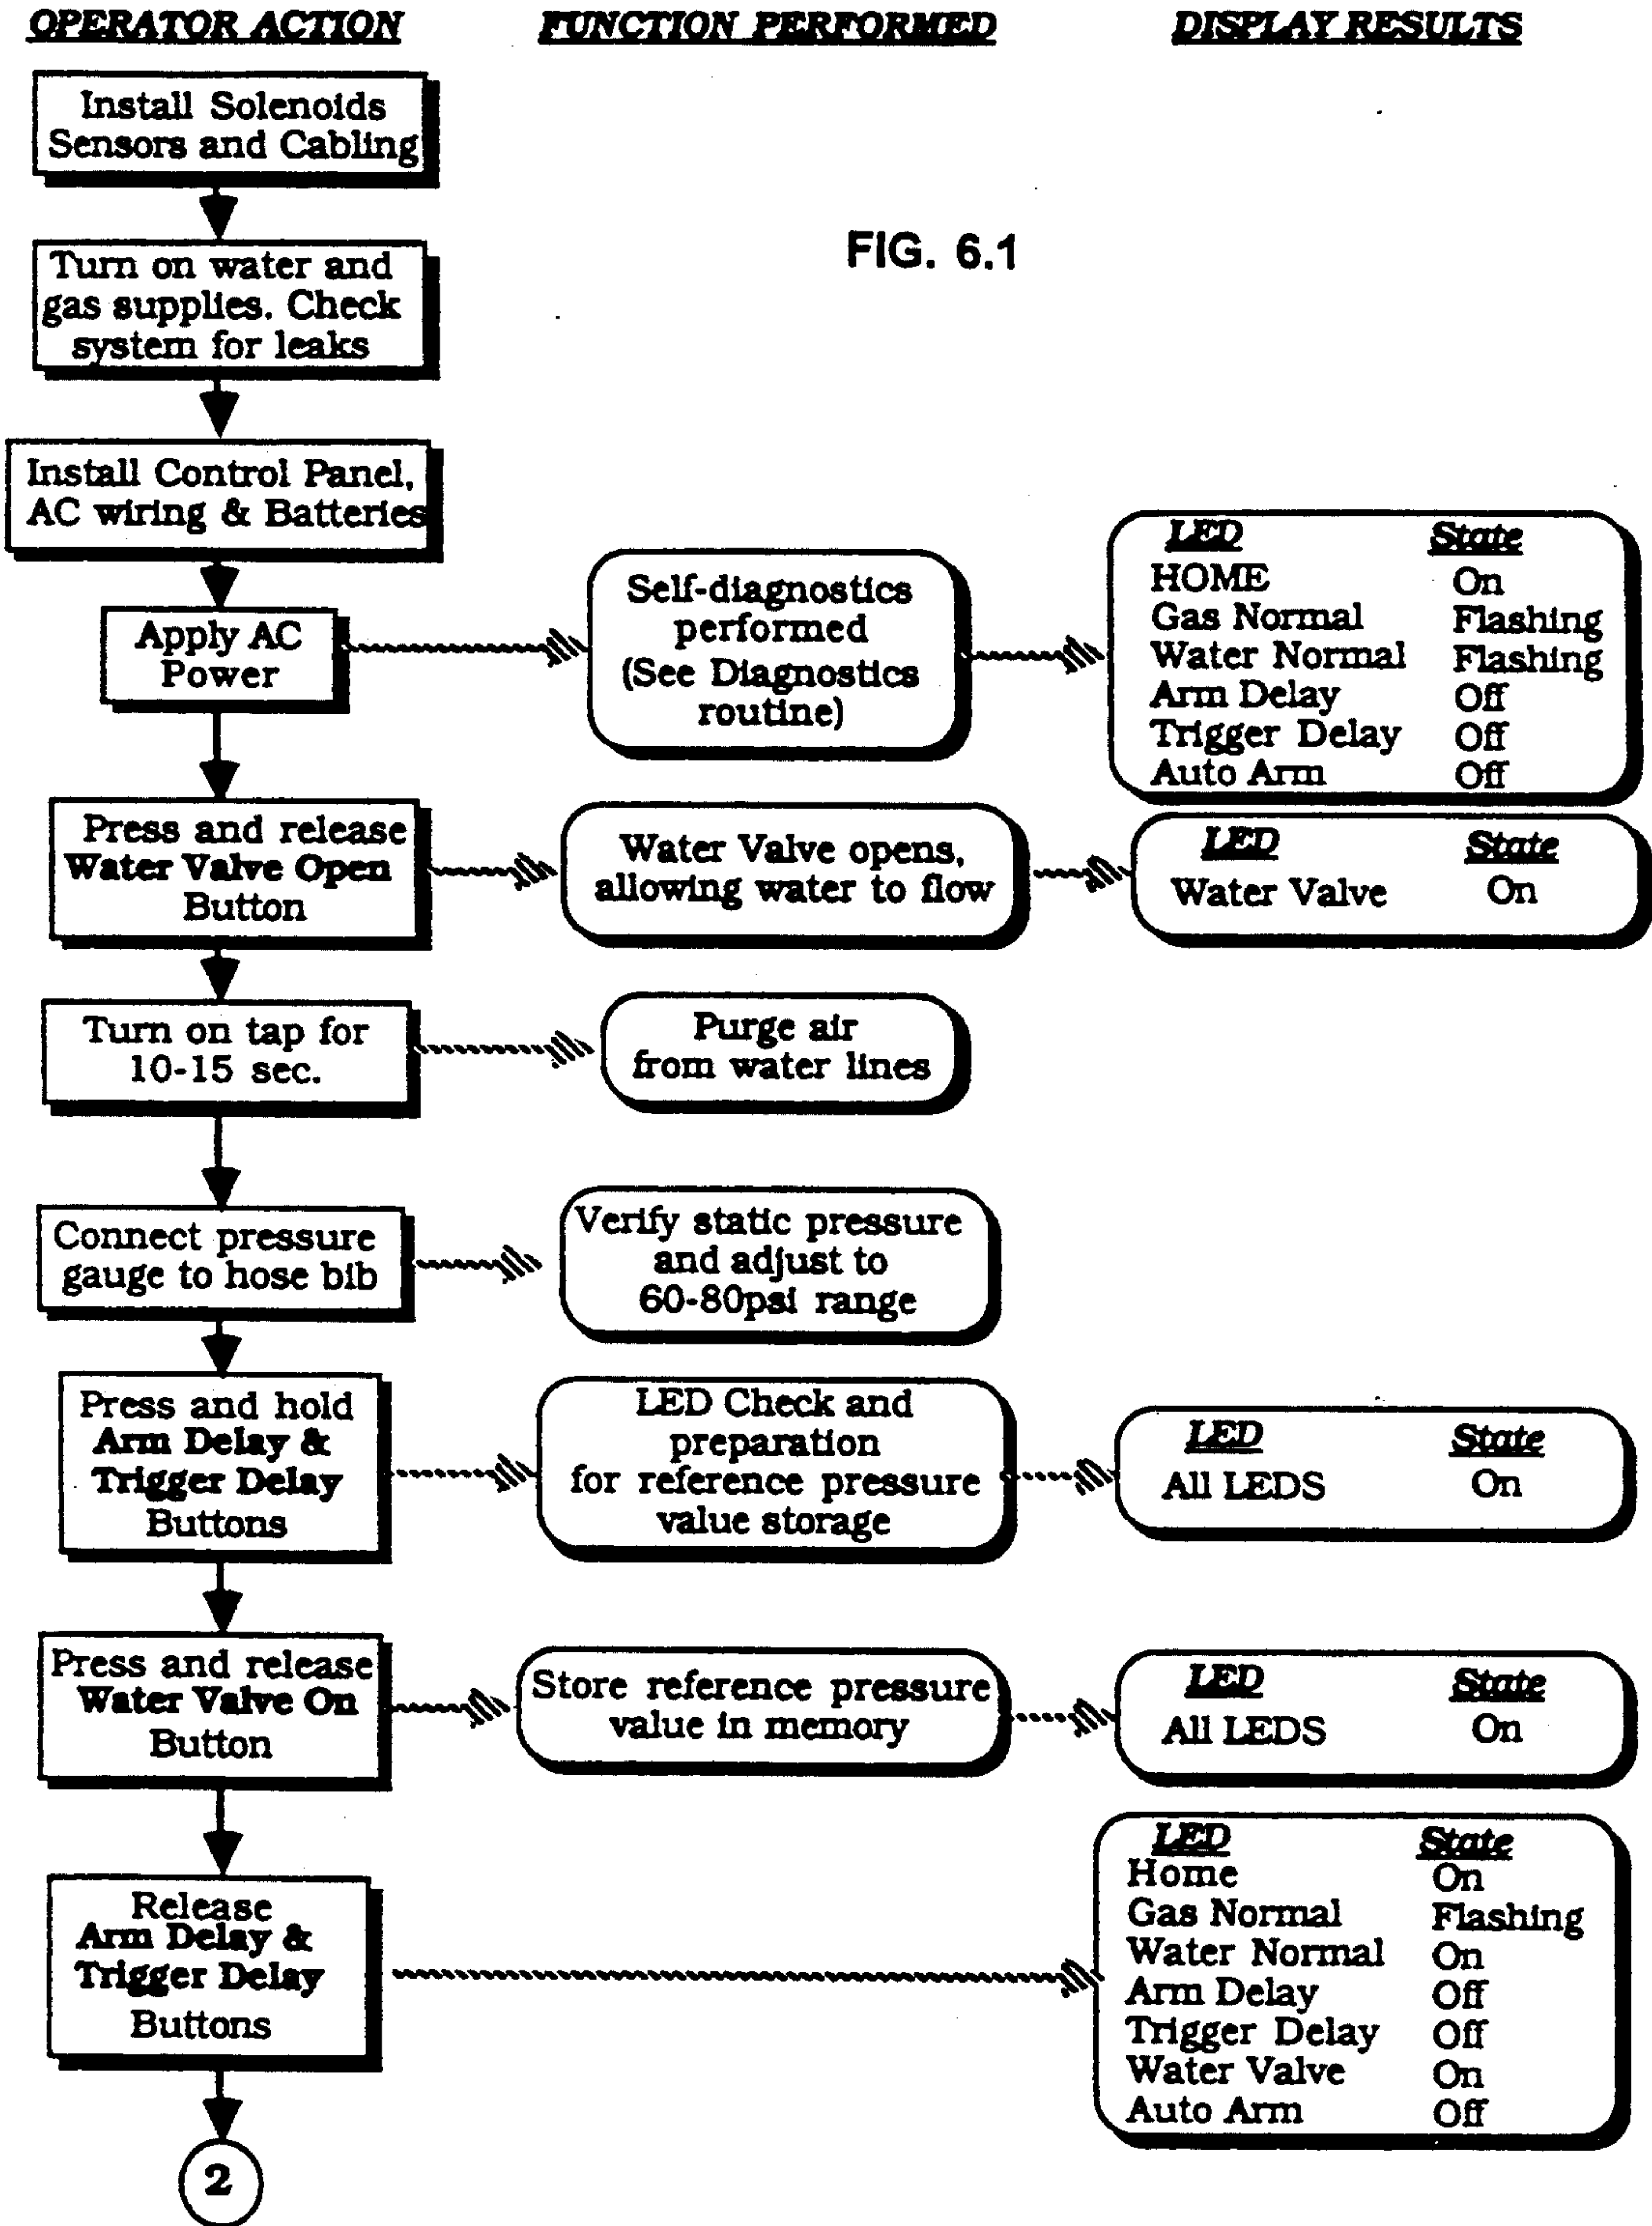 OPERATOR ACTION
FUNCTION PERFORMED
DISPLAY RESULTS
Install Solenoids
Sensors and Cabling
FIG. 6.1
Turn on water and
gas supplies. Check
system for leaks
Install Control Panel,
AC wiring & Batteries
Apply AC
Power
Self-diagnostics
performed
(See Diagnostics
routine)
LED State
HOME On
Gas Normal Flashing
Water Normal Flashing
Arm Delay Off
Trigger Delay Off
Auto Arm Off
Press and release
Water Valve Open
Button
Water Valve opens,
allowing water to flow
LED State
Water Valve On
Turn on tap for
10-15 sec.
Purge air
from water lines
Connect pressure
gauge to hose bib
Verify static pressure
and adjust to
60-80psi range
Press and hold
Arm Delay &
Trigger Delay
Buttons
LED Check and
preparation
for reference pressure
value storage
LED State
All LEDS On
Press and release
Water Valve On
Button
Store reference pressure
value in memory
LED State
All LEDS On
Release
Arm Delay &
Trigger Delay
Buttons
LED State
Home On
Gas Normal Flashing
Water Normal On
Arm Delay Off
Trigger Delay Off
Water Valve On
Auto Arm Off
2